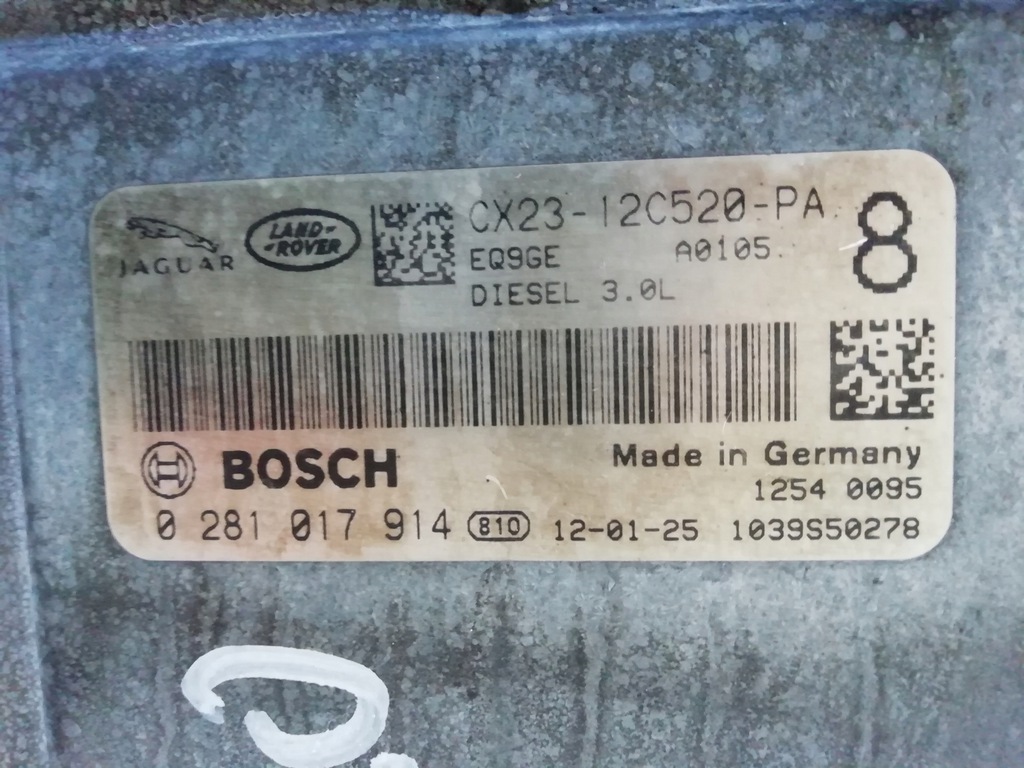 JAGUAR
LAND-
-ROVER
CX23-12C520-PA
EQ9GE A0105.
DIESEL 3.0L
8
BOSCH
Made in Germany
1254 0095
0 281 017 914 810 12-01-25 1039S50278